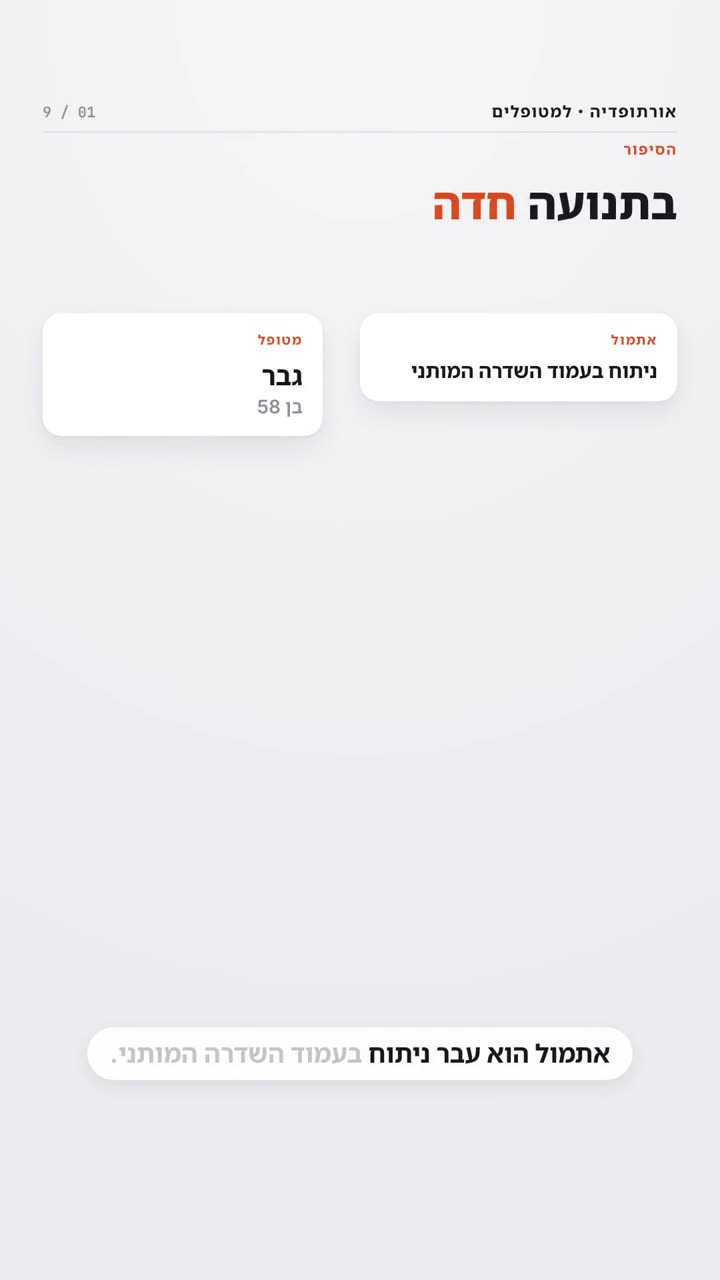 אורתופדיה • למטופלים
01 / 9
הסיפור
בתנועה חדה
אתמול
ניתוח בעמוד השדרה המותני
מטופל
גבר
בן 58
אתמול הוא עבר ניתוח בעמוד השדרה המותני.